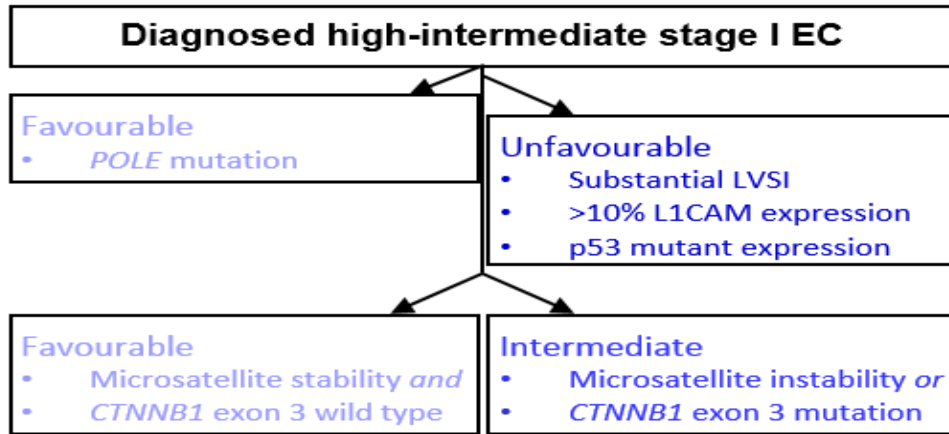 Diagnosed high-intermediate stage I EC
Favourable
• POLE mutation
Unfavourable
• Substantial LVSI
• >10% L1CAM expression
• p53 mutant expression
Favourable
• Microsatellite stability and
• CTNNB1 exon 3 wild type
Intermediate
• Microsatellite instability or
• CTNNB1 exon 3 mutation